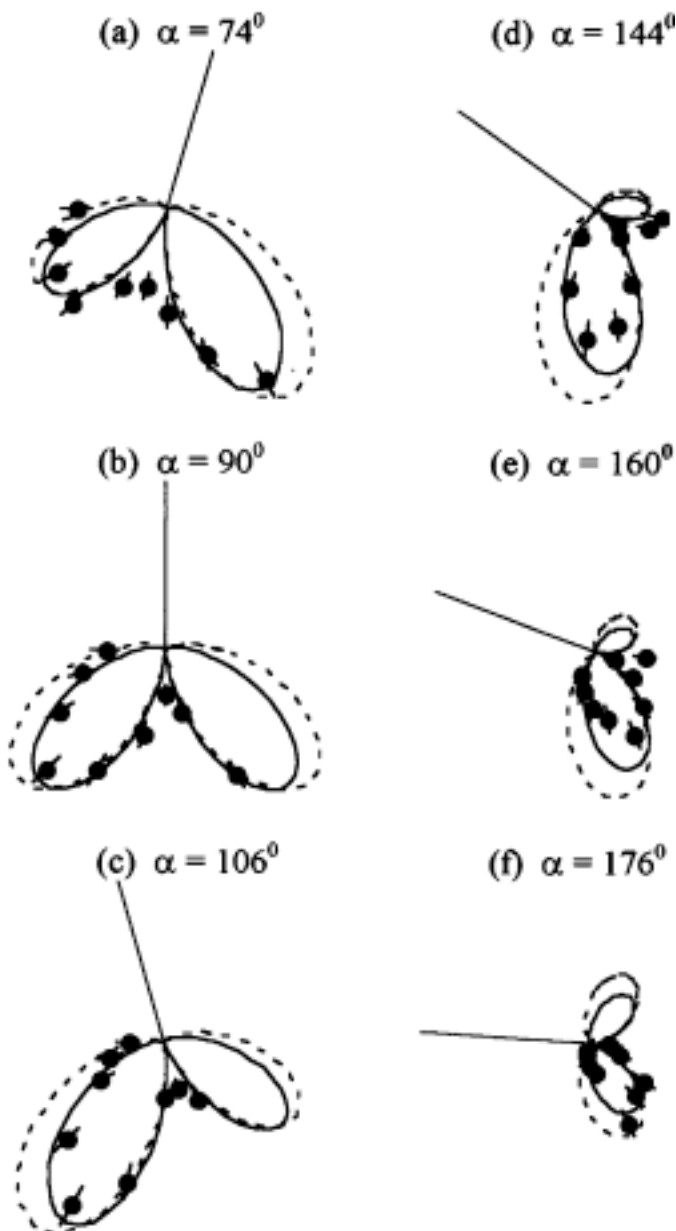 (a) α = 74⁰
(d) α = 144⁰
(b) α = 90⁰
(e) α = 160⁰
(c) α = 106⁰
(f) α = 176⁰